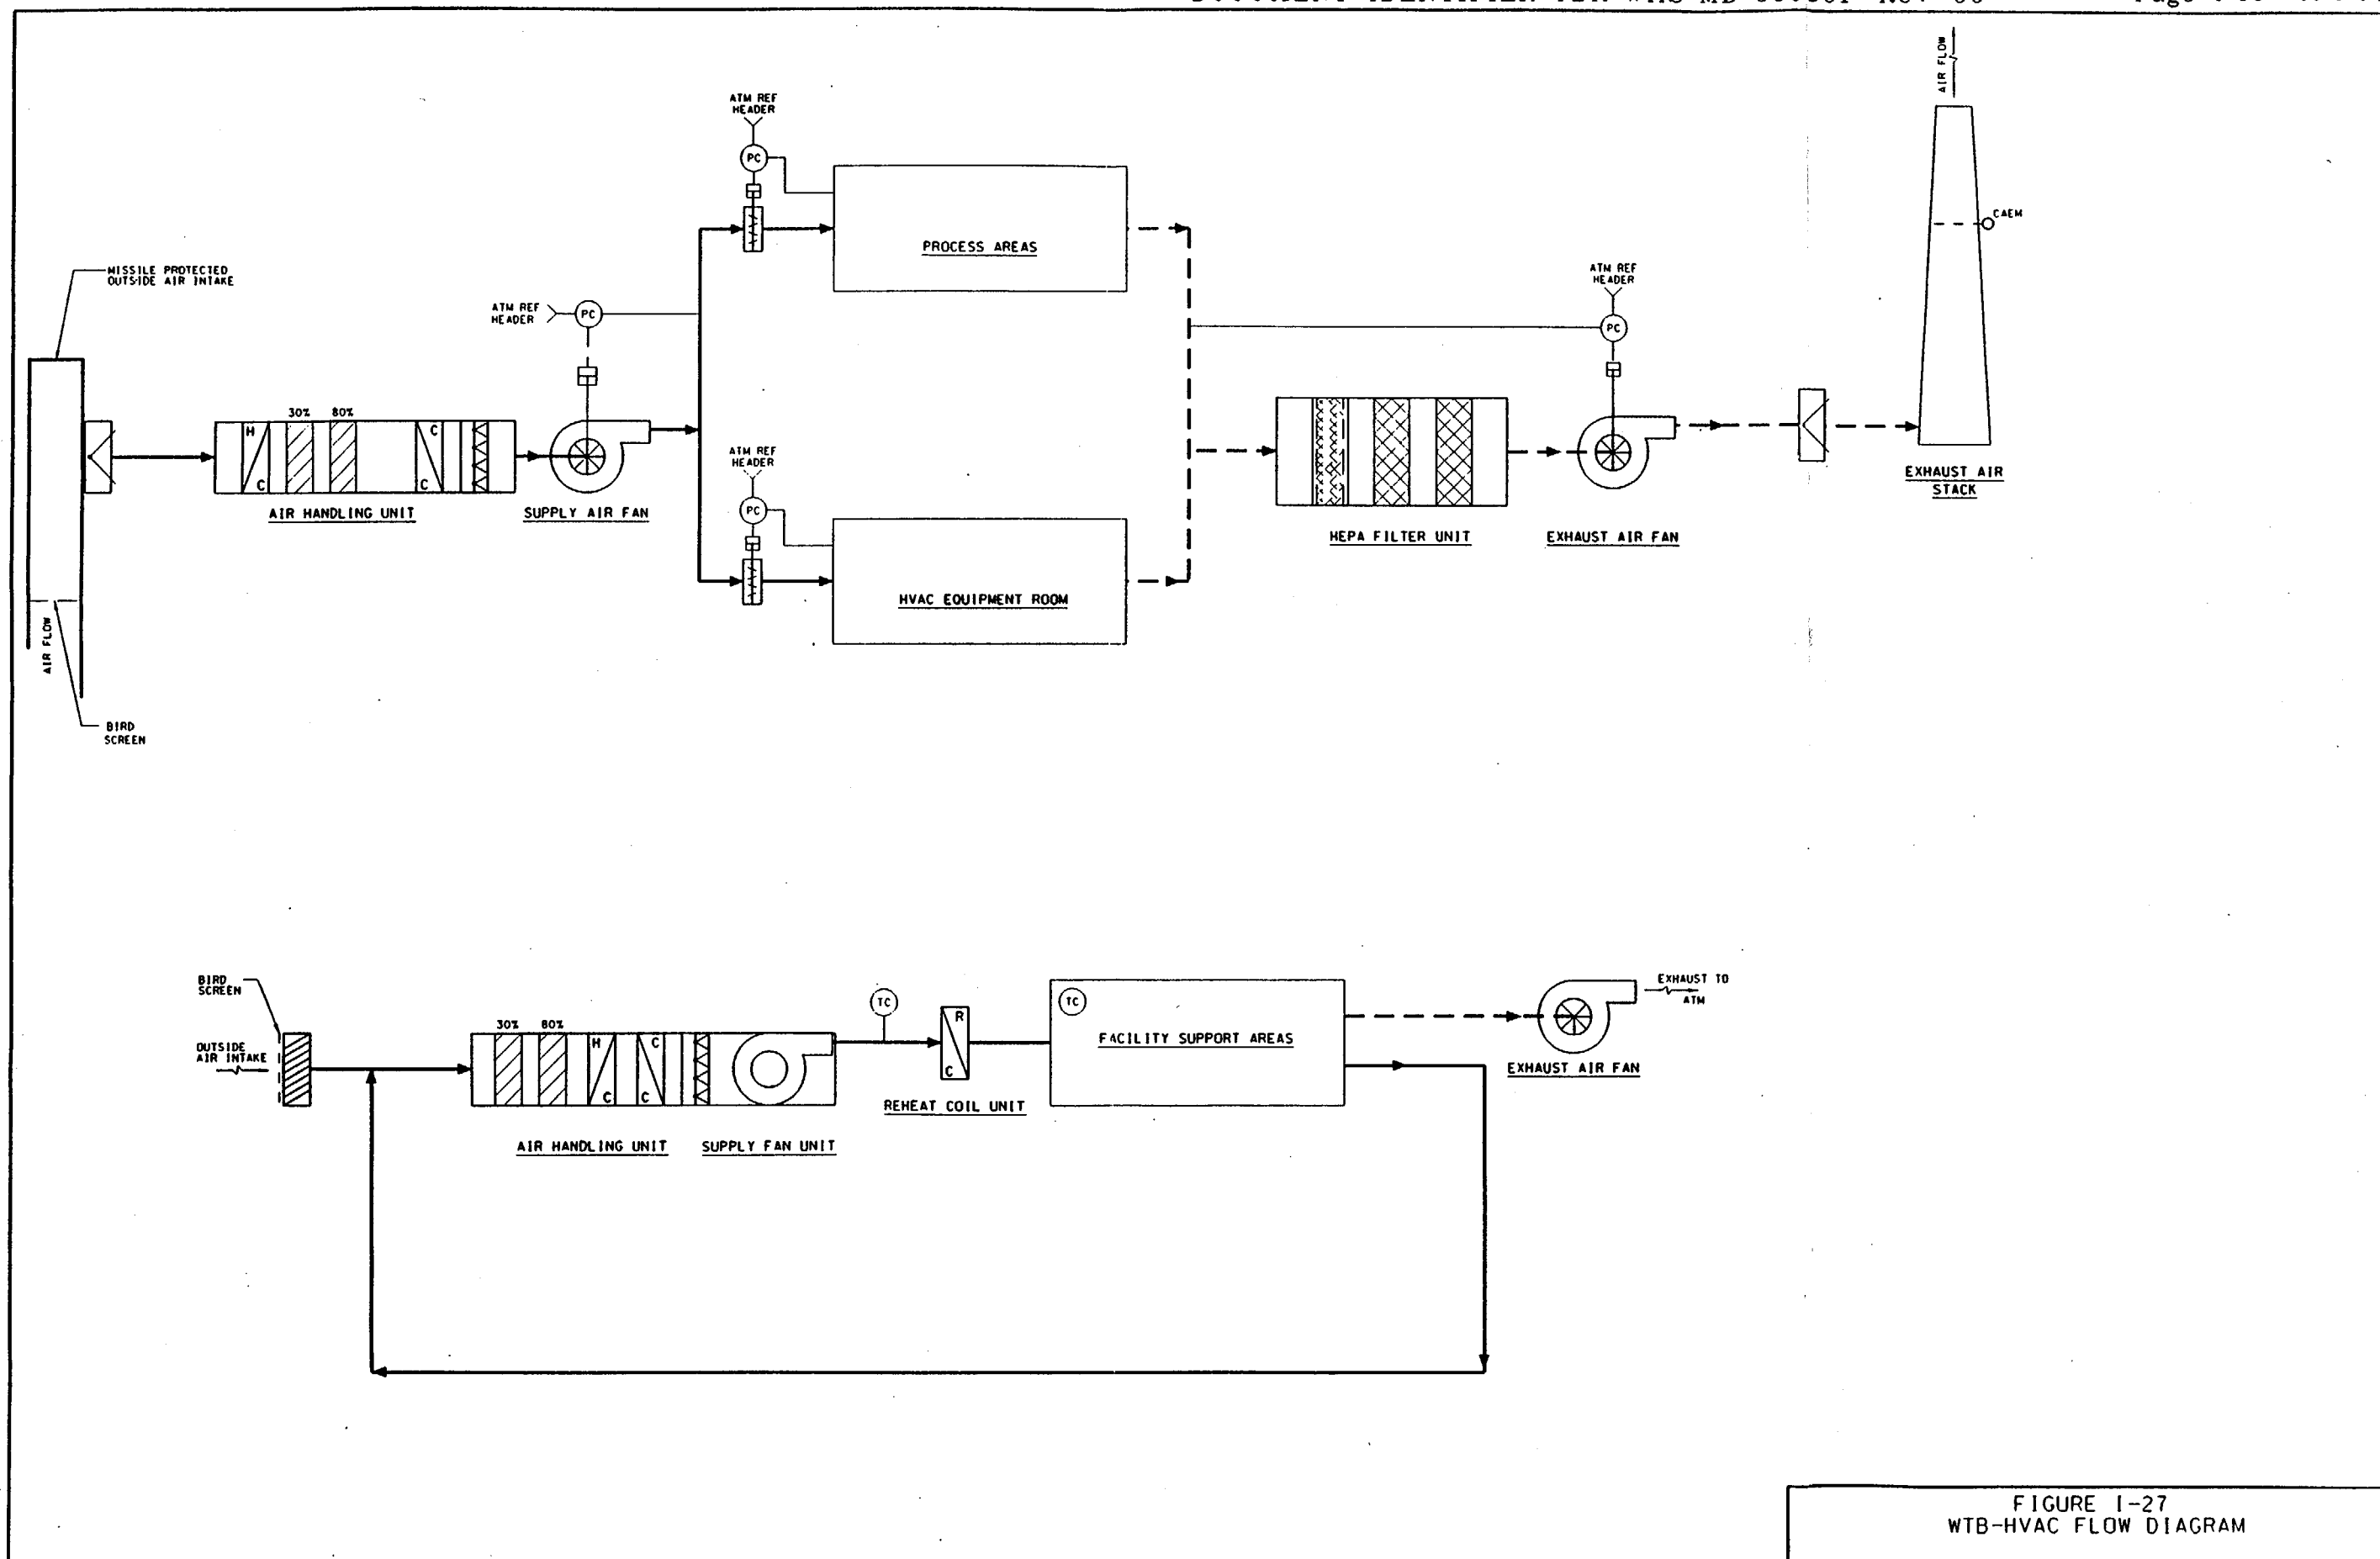 AIR FLOW
ATM REF
HEADER
PC
PROCESS AREAS
CAEM
MISSILE PROTECTED
OUTSIDE AIR INTAKE
ATM REF
HEADER
PC
ATM REF
HEADER
PC
H
C
30%
80%
C
C
AIR HANDLING UNIT
SUPPLY AIR FAN
ATM REF
HEADER
PC
HVAC EQUIPMENT ROOM
HEPA FILTER UNIT
EXHAUST AIR FAN
EXHAUST AIR
STACK
AIR FLOW
BIRD
SCREEN
BIRD
SCREEN
OUTSIDE
AIR INTAKE
30%
80%
H
C
C
C
AIR HANDLING UNIT
SUPPLY FAN UNIT
TC
R
C
REHEAT COIL UNIT
TC
FACILITY SUPPORT AREAS
EXHAUST TO
ATM
EXHAUST AIR FAN
FIGURE I-27
WTB-HVAC FLOW DIAGRAM